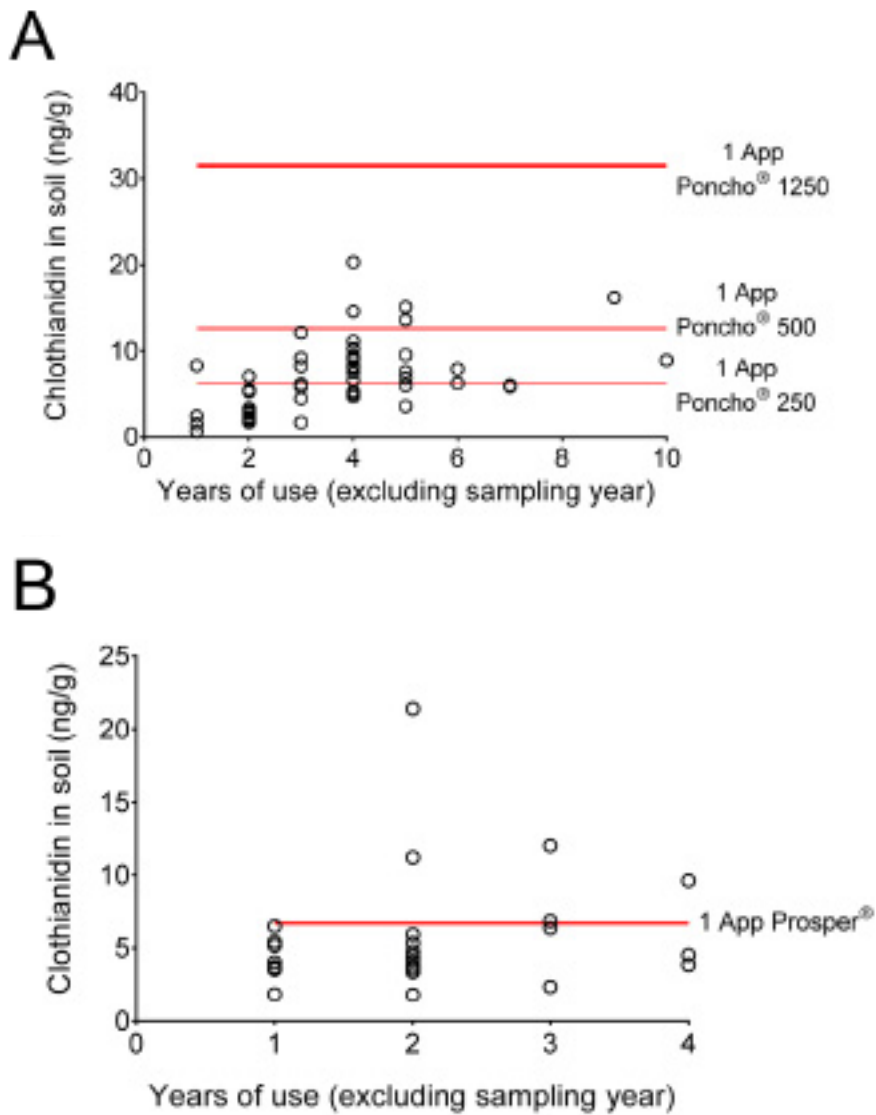 A
Chlothianidin in soil (ng/g)
40
30
20
10
0
0 2 4 6 8 10
Years of use (excluding sampling year)
1 App
Poncho® 1250
1 App
Poncho® 500
1 App
Poncho® 250
B
Clothianidin in soil (ng/g)
25
20
15
10
5
0
0 1 2 3 4
Years of use (excluding sampling year)
1 App Prosper®